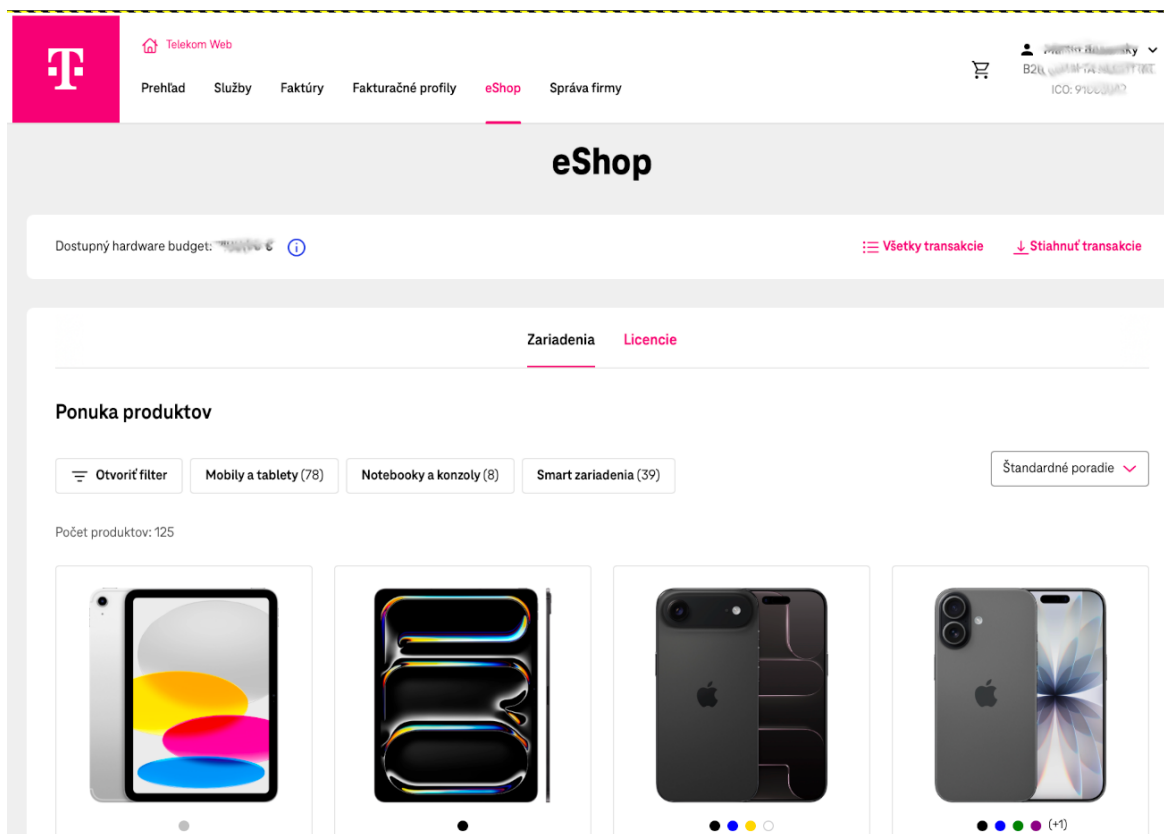 T
Telekom Web
Prehľad Služby Faktúry Fakturačné profily eShop Správa firmy
eShop
Dostupný hardware budget: €
Všetky transakcie Stiahnuť transakcie
Zariadenia Licencie
Ponuka produktov
Otvoriť filter Mobily a tablety (78) Notebooky a konzoly (8) Smart zariadenia (39) Štandardné poradie
Počet produktov: 125
(+1)